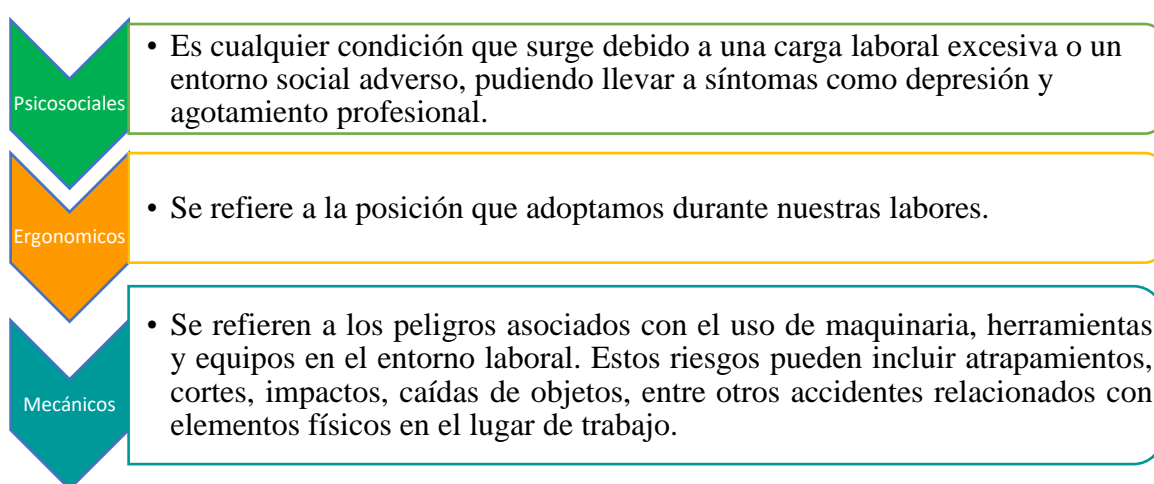 Psicosociales
• Es cualquier condición que surge debido a una carga laboral excesiva o un
entorno social adverso, pudiendo llevar a síntomas como depresión y
agotamiento profesional.
Ergonomicos
• Se refiere a la posición que adoptamos durante nuestras labores.
Mecánicos
• Se refieren a los peligros asociados con el uso de maquinaria, herramientas
y equipos en el entorno laboral. Estos riesgos pueden incluir atrapamientos,
cortes, impactos, caídas de objetos, entre otros accidentes relacionados con
elementos físicos en el lugar de trabajo.